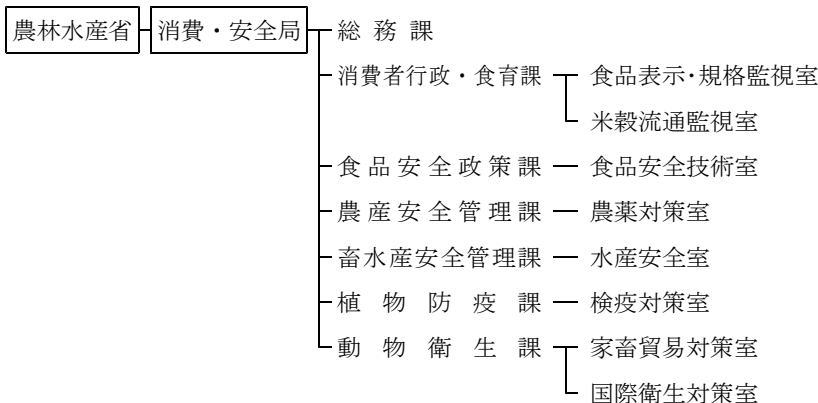 農林水産省 消費・安全局 総務課
消費者行政・食育課 食品表示・規格監視室
米穀流通監視室
食品安全政策課 食品安全技術室
農産安全管理課 農薬対策室
畜水産安全管理課 水産安全室
植物防疫課 検疫対策室
動物衛生課 家畜貿易対策室
国際衛生対策室